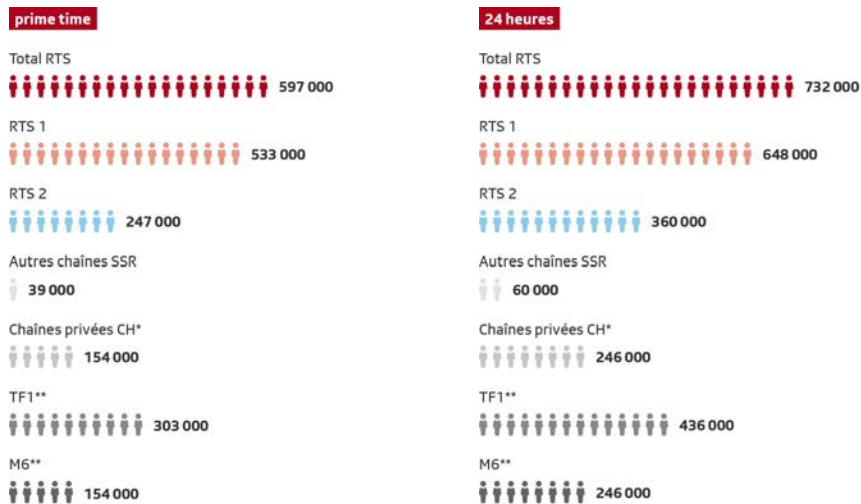 prime time
Total RTS
597 000
RTS 1
533 000
RTS 2
247 000
Autres chaînes SSR
39 000
Chaînes privées CH*
154 000
TF1**
303 000
M6**
154 000
24 heures
Total RTS
732 000
RTS 1
648 000
RTS 2
360 000
Autres chaînes SSR
60 000
Chaînes privées CH*
246 000
TF1**
436 000
M6**
246 000